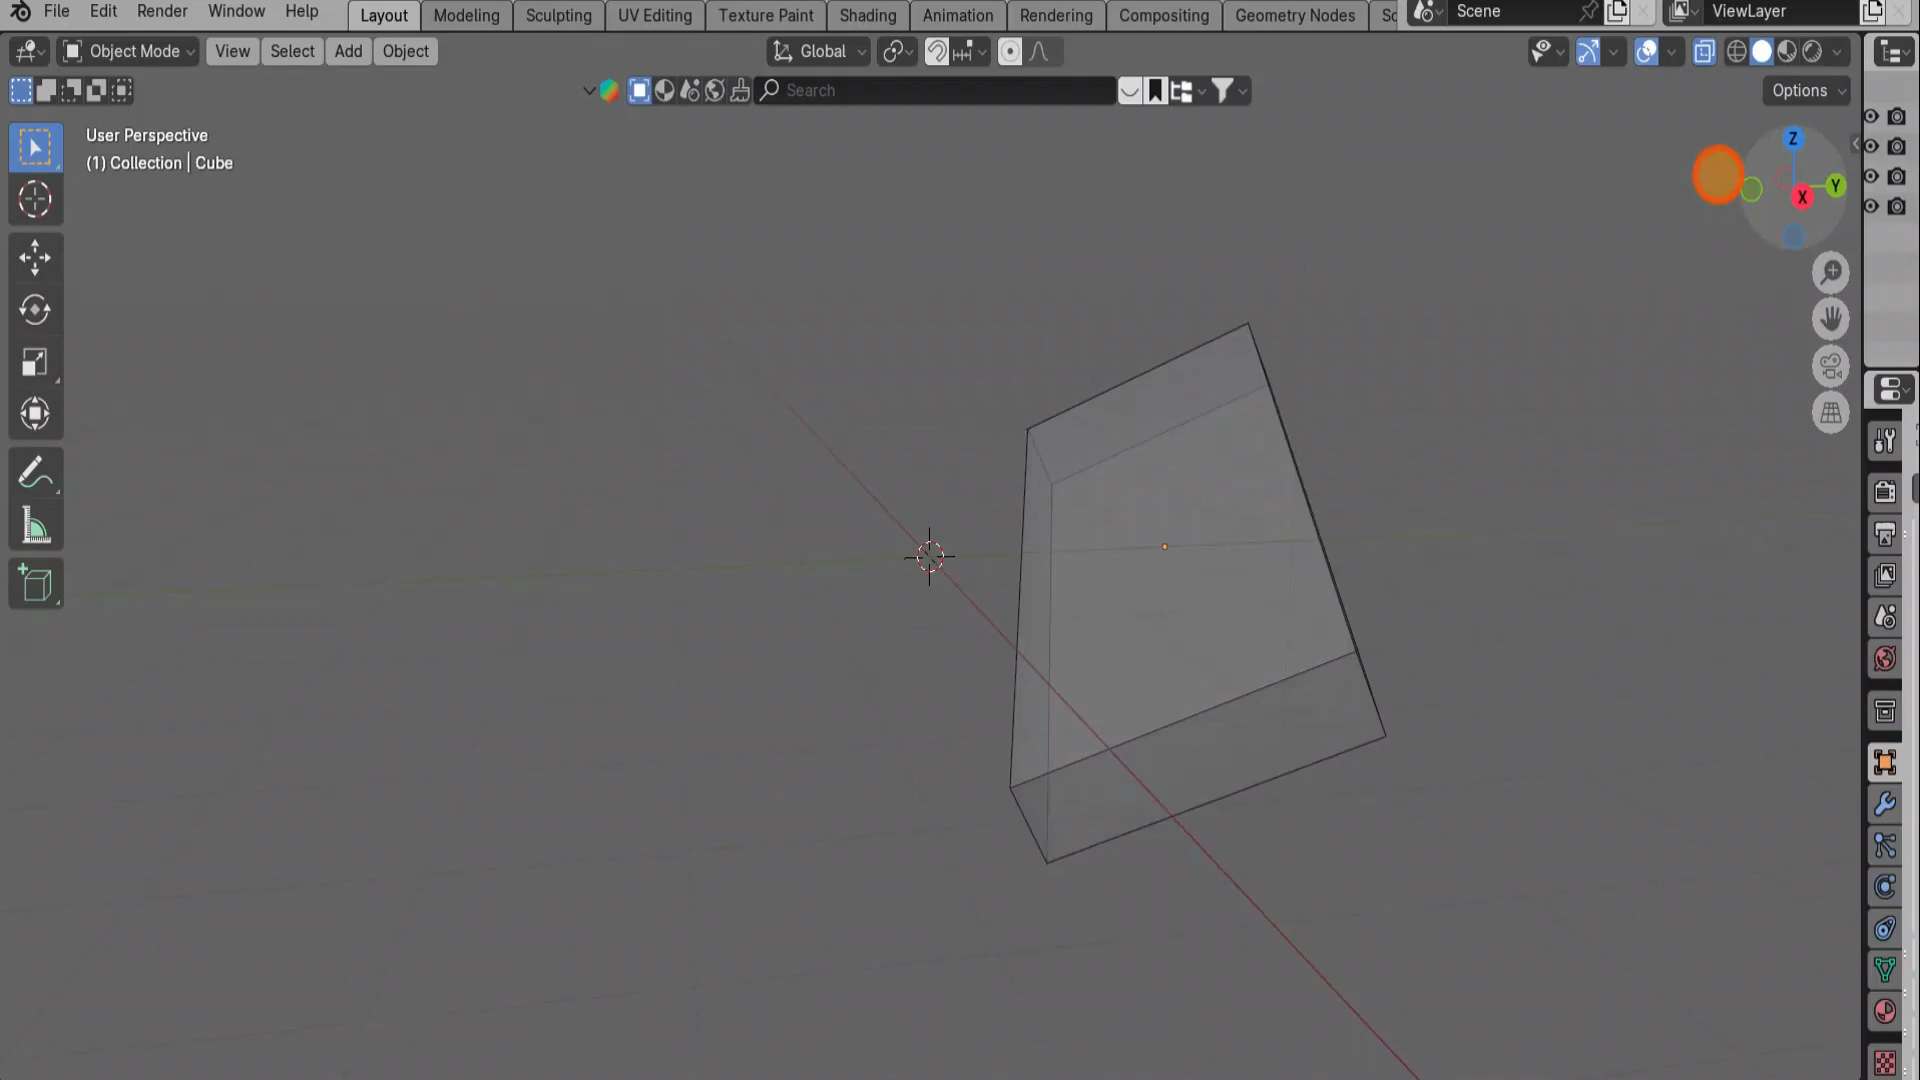 File Edit Render Window Help Layout Modeling Sculpting UV Editing Texture Paint Shading Animation Rendering Compositing Geometry Nodes Sc Scene ViewLayer
Object Mode View Select Add Object Global
Search Options
User Perspective
(1) Collection | Cube
Z
Y
X